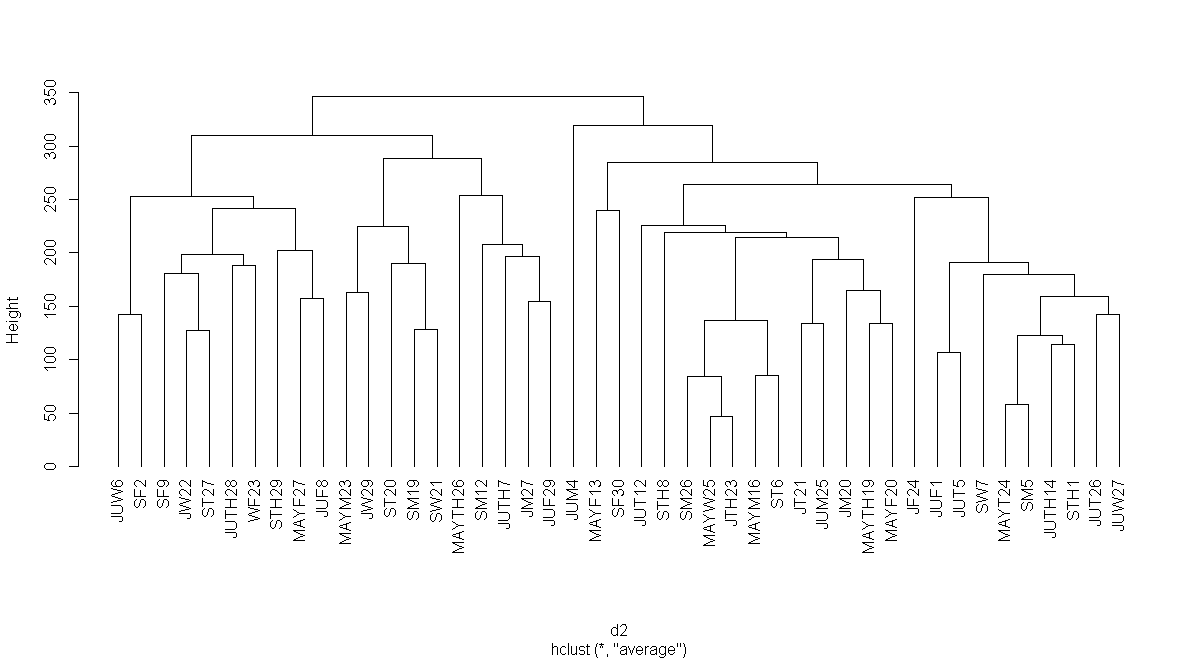 350
300
250
200
150
100
50
0
Height
JUW6
SF2
SF9
JW22
ST27
JUTH28
WF23
STH29
MAYF27
JUF8
MAYM23
JW29
ST20
SM19
SW21
MAYTH26
SM12
JUTH7
JM27
JUF29
JUM4
MAYF13
SF30
JUT12
STH8
SM26
MAYW25
JTH23
MAYM16
ST6
JT21
JUM25
JM20
MAYTH19
MAYF20
JF24
JUF1
JUT5
SW7
MAYT24
SM5
JUTH14
STH1
JUT26
JUW27
d2
hclust (*, "average")